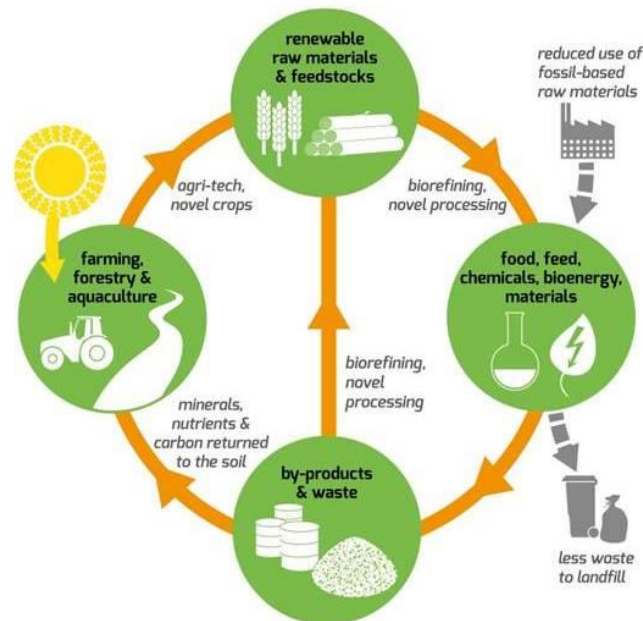 renewable
raw materials
& feedstocks
reduced use of
fossil-based
raw materials
agri-tech,
novel crops
biorefining,
novel processing
farming,
forestry &
aquaculture
food, feed,
chemicals, bioenergy,
materials
biorefining,
novel
processing
minerals,
nutrients &
carbon returned
to the soil
by-products
& waste
less waste
to landfill